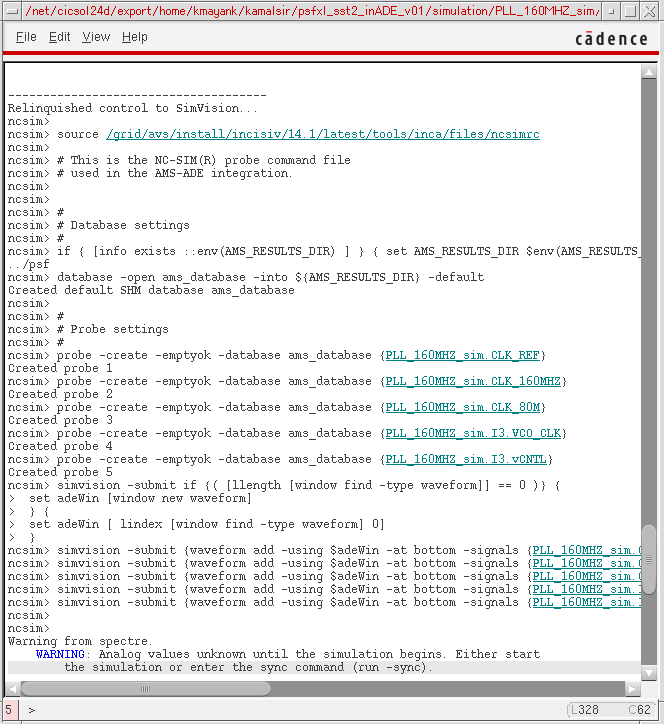 /net/cicsol24d/export/home/kmayank/kamalsir/psfxl_sst2_inADE_v01/simulation/PLL_160MHZ_sim/
File Edit View Help
cādence
-------------------------------------
Relinquished control to SimVision...
ncsim>
ncsim> source /grid/avs/install/incisiv/14.1/latest/tools/inca/files/ncsimrc
ncsim>
ncsim> # This is the NC-SIM(R) probe command file
ncsim> # used in the AMS-ADE integration.
ncsim>
ncsim>
ncsim> #
ncsim> # Database settings
ncsim> #
ncsim> if { [info exists ::env(AMS_RESULTS_DIR) ] } { set AMS_RESULTS_DIR $env(AMS_RESULTS_
../psf
ncsim> database -open ams_database -into ${AMS_RESULTS_DIR} -default
Created default SHM database ams_database
ncsim>
ncsim> #
ncsim> # Probe settings
ncsim> #
ncsim> probe -create -emptyok -database ams_database {PLL_160MHZ_sim.CLK_REF}
Created probe 1
ncsim> probe -create -emptyok -database ams_database {PLL_160MHZ_sim.CLK_160MHZ}
Created probe 2
ncsim> probe -create -emptyok -database ams_database {PLL_160MHZ_sim.CLK_80M}
Created probe 3
ncsim> probe -create -emptyok -database ams_database {PLL_160MHZ_sim.I3.VCO_CLK}
Created probe 4
ncsim> probe -create -emptyok -database ams_database {PLL_160MHZ_sim.I3.vCNTL}
Created probe 5
ncsim> simvision -submit if {( [llength [window find -type waveform]] == 0 )} {
> set adeWin [window new waveform]
> } {
> set adeWin [ lindex [window find -type waveform] 0]
> }
ncsim> simvision -submit {waveform add -using $adeWin -at bottom -signals {PLL_160MHZ_sim.
ncsim> simvision -submit {waveform add -using $adeWin -at bottom -signals {PLL_160MHZ_sim.
ncsim> simvision -submit {waveform add -using $adeWin -at bottom -signals {PLL_160MHZ_sim.
ncsim> simvision -submit {waveform add -using $adeWin -at bottom -signals {PLL_160MHZ_sim.
ncsim> simvision -submit {waveform add -using $adeWin -at bottom -signals {PLL_160MHZ_sim.
ncsim>
ncsim>
Warning from spectre.
WARNING: Analog values unknown until the simulation begins. Either start
the simulation or enter the sync command (run -sync).
5 > L328 C62